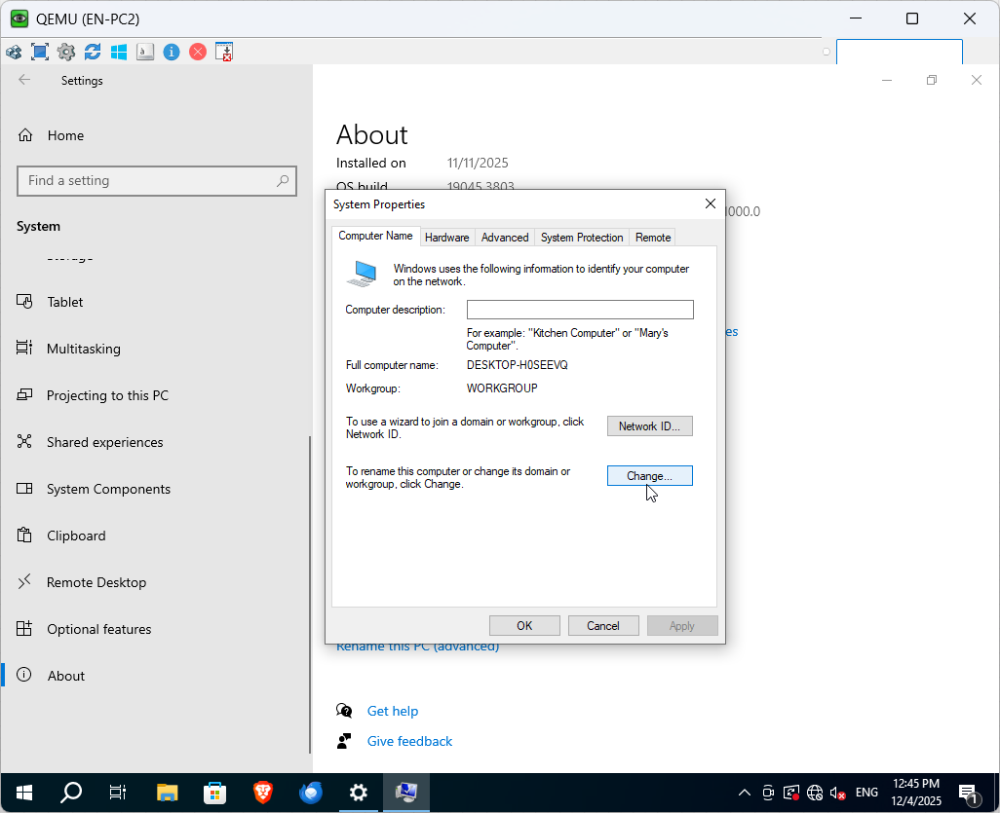 QEMU (EN-PC2)
Settings
Home
Find a setting
System
Tablet
Multitasking
Projecting to this PC
Shared experiences
System Components
Clipboard
Remote Desktop
Optional features
About
About
Installed on 11/11/2025
OS build 19045.3803
1000.0
System Properties
Computer Name Hardware Advanced System Protection Remote
Windows uses the following information to identify your computer
on the network.
Computer description:
For example: "Kitchen Computer" or "Mary's
Computer".
Full computer name: DESKTOP-H0SEEVQ
Workgroup: WORKGROUP
To use a wizard to join a domain or workgroup, click
Network ID.
Network ID...
To rename this computer or change its domain or
workgroup, click Change.
Change...
OK Cancel Apply
es
Rename this PC (advanced)
Get help
Give feedback
ENG
12:45 PM
12/4/2025
1